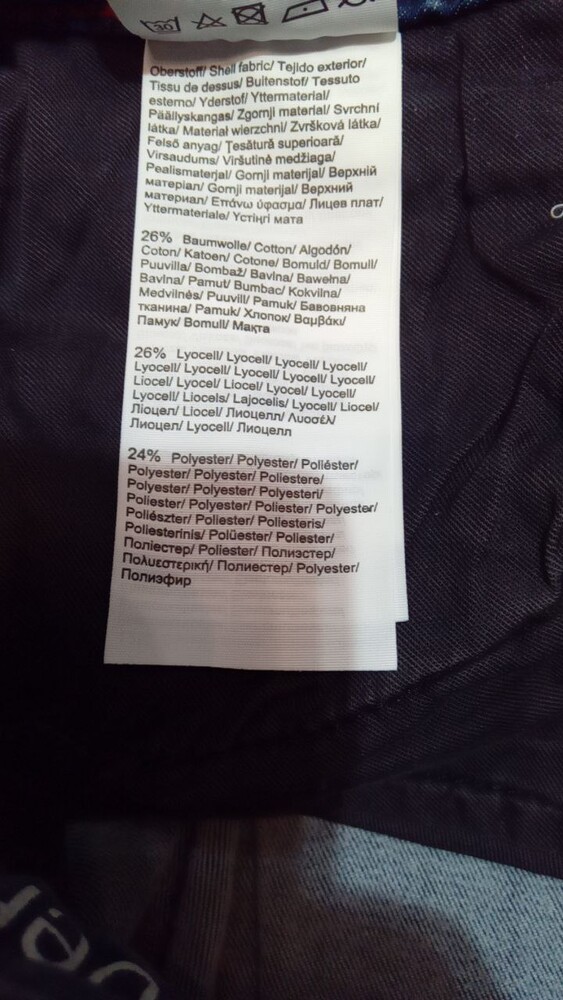 Oberstoff/ Shell fabric/ Tejido exterior/
Tissu de dessus/ Buitenstof/ Tessuto
esterno/ Yderstof/ Yttermaterial/
Päällyskangas/ Zgornji material/ Svrchní
látka/ Materiał wierzchni/ Zvršková látka/
Felső anyag/ Țesătură superioară/
Virsaudums/ Viršutinė medžiaga/
Pealismaterjal/ Gornji materijal/ Верхній
матеріал/ Gornji materijal/ Верхний
материал/ Επάνω ύφασμα/ Лицев плат/
Yttermateriale/ Үстіңгі мата
26% Baumwolle/ Cotton/ Algodón/
Coton/ Katoen/ Cotone/ Bomuld/ Bomull/
Puuvilla/ Bombaž/ Bavlna/ Bawełna/
Bavlna/ Pamut/ Bumbac/ Kokvilna/
Medvilnės/ Puuvill/ Pamuk/ Бавовняна
тканина/ Pamuk/ Хлопок/ Βαμβάκι/
Памук/ Bomull/ Мақта
26% Lyocell/ Lyocell/ Lyocell/ Lyocell/
Lyocell/ Lyocell/ Lyocell/ Lyocell/ Lyocell/
Liocel/ Lyocel/ Liocel/ Lyocel/ Lyocell/
Lyocell/ Liocels/ Lajocelis/ Lyocell/ Liocel/
Ліоцел/ Liocel/ Лиоцелл/ Λυοσέλ/
Лиоцел/ Lyocell/ Лиоцелл
24% Polyester/ Polyester/ Poliéster/
Polyester/ Polyester/ Poliestere/
Polyester/ Polyester/ Polyesteri/
Poliester/ Polyester/ Poliester/ Polyester/
Poliészter/ Poliester/ Poliesteris/
Poliesterinis/ Polüester/ Poliester/
Поліестер/ Poliester/ Полиэстер/
Πολυεστερική/ Полиестер/ Polyester/
Полиэфир